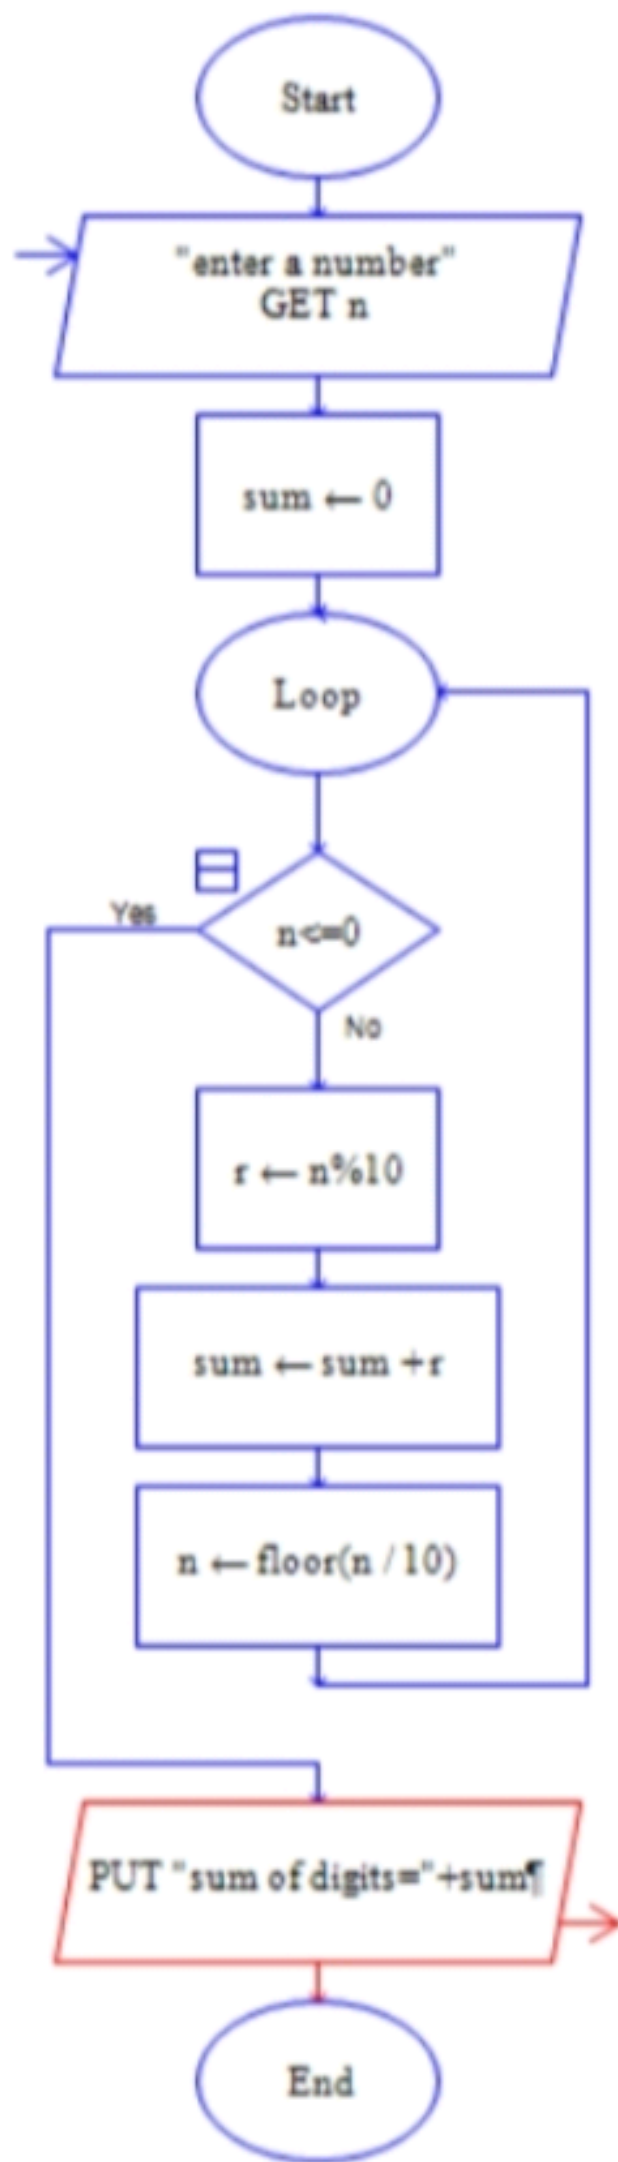 Start
"enter a number"
GET n
sum ← 0
Loop
Yes
n<=0
No
r ← n%10
sum ← sum +r
n ← floor(n / 10)
PUT "sum of digits="+sum¶
End